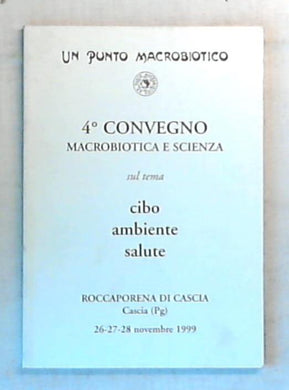 UN PUNTO MACROBIOTICO
4° CONVEGNO
MACROBIOTICA E SCIENZA
sul tema
cibo
ambiente
salute
ROCCAPORENA DI CASCIA
Cascia (Pg)
26-27-28 novembre 1999